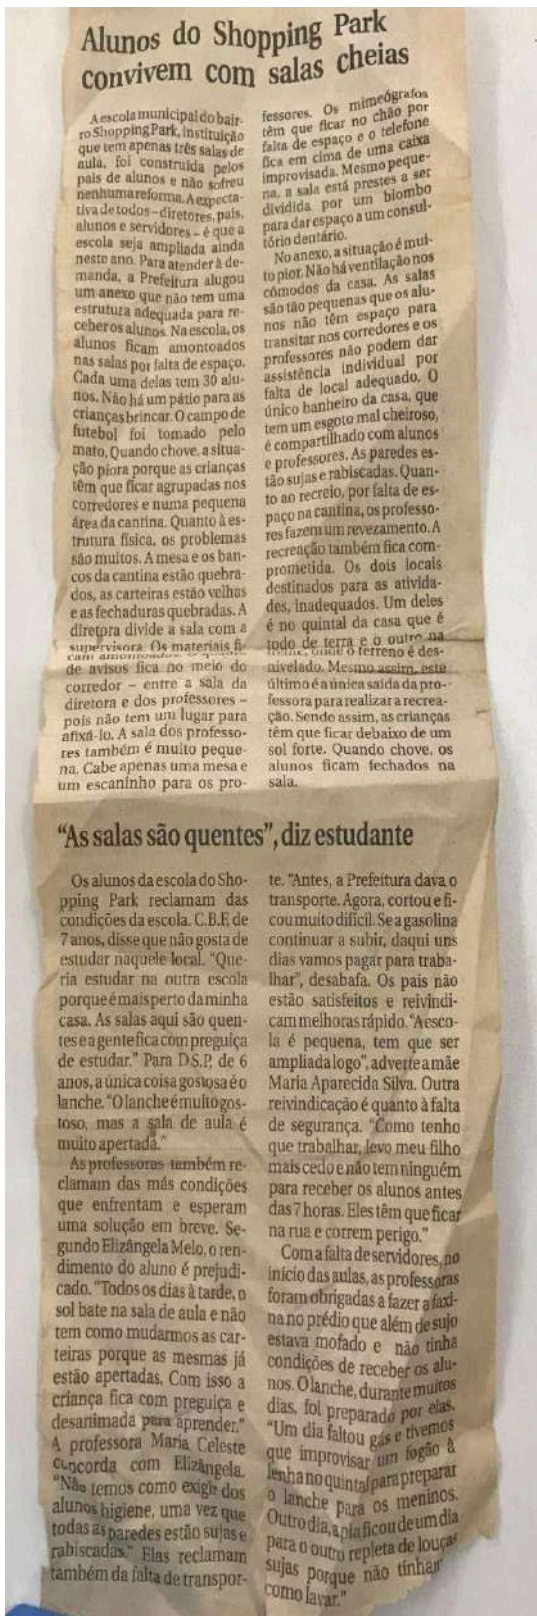 Alunos do Shopping Park
convivem com salas cheias
A escola municipal do bair-
ro Shopping Park, instituição
que tem apenas três salas de
aula, foi construída pelos
pais de alunos e não sofreu
nenhuma reforma. A expecta-
tiva de todos – diretores, pais,
alunos e servidores – é que a
escola seja ampliada ainda
neste ano. Para atender à de-
manda, a Prefeitura alugou
um anexo que não tem uma
estrutura adequada para re-
ceber os alunos. Na escola, os
alunos ficam amontoados
nas salas por falta de espaço.
Cada uma delas tem 30 alu-
nos. Não há um pátio para as
crianças brincar. O campo de
futebol foi tomado pelo
mato. Quando chove, a situa-
ção piora porque as crianças
têm que ficar agrupadas nos
corredores e numa pequena
área da cantina. Quanto à es-
trutura física, os problemas
são muitos. A mesa e os ban-
cos da cantina estão quebra-
dos, as carteiras estão velhas
e as fechaduras quebradas. A
diretora divide a sala com a
supervisora. Os materiais fi-
cam
de avisos fica no meio do
corredor – entre a sala da
diretora e dos professores –
pois não tem um lugar para
afixá-lo. A sala dos professo-
res também é muito peque-
na. Cabe apenas uma mesa e
um escaninho para os pro-
fessores. Os mimeógrafos
têm que ficar no chão por
falta de espaço e o telefone
fica em cima de uma caixa
improvisada. Mesmo peque-
na, a sala está prestes a ser
dividida por um biombo
para dar espaço a um consul-
tório dentário.
No anexo, a situação é mui-
to pior. Não há ventilação nos
cômodos da casa. As salas
são tão pequenas que os alu-
nos não têm espaço para
transitar nos corredores e os
professores não podem dar
assistência individual por
falta de local adequado. O
único banheiro da casa, que
tem um esgoto mal cheiroso,
é compartilhado com alunos
e professores. As paredes es-
tão sujas e rabiscadas. Quan-
to ao recreio, por falta de es-
paço na cantina, os professo-
res fazem um revezamento. A
recreação também fica com-
prometida. Os dois locais
destinados para as ativida-
des, inadequados. Um deles
é no quintal da casa que é
todo de terra e o outro na
frente, onde o terreno é des-
nivelado. Mesmo assim, este
último é a única saída da pro-
fessora para realizar a recrea-
ção. Sendo assim, as crianças
têm que ficar debaixo de um
sol forte. Quando chove, os
alunos ficam fechados na
sala.
“As salas são quentes”, diz estudante
Os alunos da escola do Sho-
pping Park reclamam das
condições da escola. C.B.F, de
7 anos, disse que não gosta de
estudar naquele local. “Que-
ria estudar na outra escola
porque é mais perto da minha
casa. As salas aqui são quen-
tes e a gente fica com preguiça
de estudar.” Para D.S.P, de 6
anos, a única coisa gostosa é o
lanche. “O lanche é muito gos-
toso, mas a sala de aula é
muito apertada.”
As professoras também re-
clamam das más condições
que enfrentam e esperam
uma solução em breve. Se-
gundo Elizângela Melo, o ren-
dimento do aluno é prejudi-
cado. “Todos os dias à tarde, o
sol bate na sala de aula e não
tem como mudarmos as car-
teiras porque as mesmas já
estão apertadas. Com isso a
criança fica com preguiça e
desanimada para aprender.”
A professora Maria Celeste
concorda com Elizângela.
“Não temos como exigir dos
alunos higiene, uma vez que
todas as paredes estão sujas e
rabiscadas.” Elas reclamam
também da falta de transpor-
te. “Antes, a Prefeitura dava o
transporte. Agora, cortou e fi-
cou muito difícil. Se a gasolina
continuar a subir, daqui uns
dias vamos pagar para traba-
lhar”, desabafa. Os pais não
estão satisfeitos e reivindi-
cam melhoras rápido. “A esco-
la é pequena, tem que ser
ampliada logo”, adverte a mãe
Maria Aparecida Silva. Outra
reivindicação é quanto à falta
de segurança. “Como tenho
que trabalhar, levo meu filho
mais cedo e não tem ninguém
para receber os alunos antes
das 7 horas. Eles têm que ficar
na rua e correm perigo.”
Com a falta de servidores, no
início das aulas, as professoras
foram obrigadas a fazer a faxi-
na no prédio que além de sujo
estava mofado e não tinha
condições de receber os alu-
nos. O lanche, durante muitos
dias, foi preparado por elas.
“Um dia faltou gás e tivemos
que improvisar um fogão à
lenha no quintal para preparar
o lanche para os meninos.
Outro dia, a pia ficou de um dia
para o outro repleta de louças
sujas porque não tinham
como lavar.”